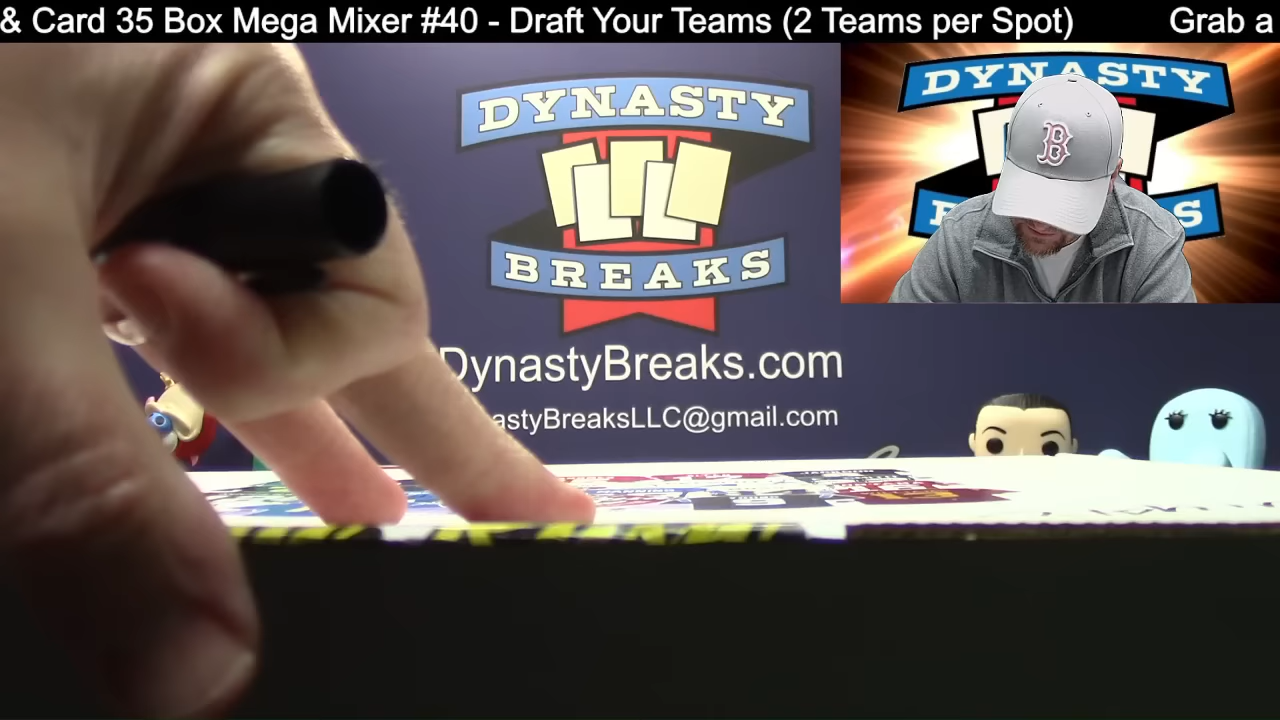 & Card 35 Box Mega Mixer #40 - Draft Your Teams (2 Teams per Spot) Grab a
DYNASTY
BREAKS
DynastyBreaks.com
astyBreaksLLC@gmail.com
DYNASTY
B
S